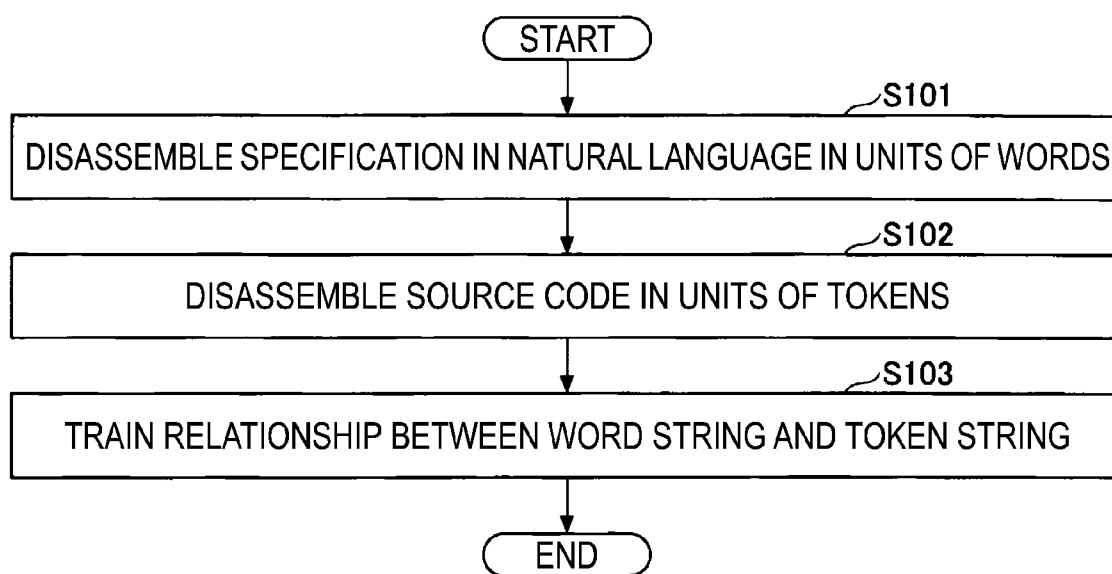 START
S101
DISASSEMBLE SPECIFICATION IN NATURAL LANGUAGE IN UNITS OF WORDS
S102
DISASSEMBLE SOURCE CODE IN UNITS OF TOKENS
S103
TRAIN RELATIONSHIP BETWEEN WORD STRING AND TOKEN STRING
END